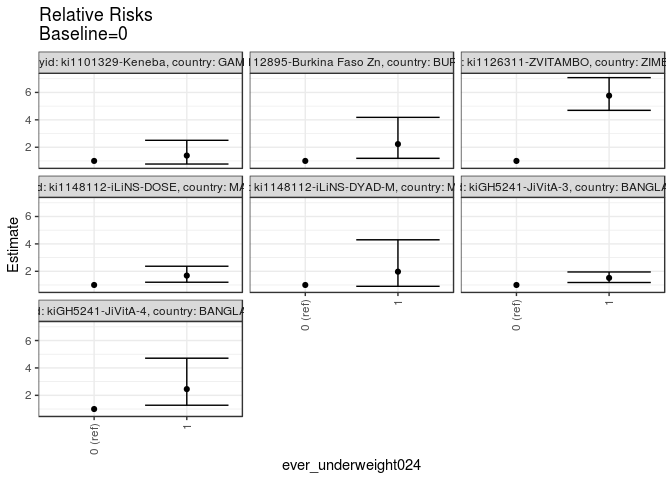 Relative Risks
Baseline=0
yid: ki1101329-Keneba, country: GAM
112895-Burkina Faso Zn, country: BUR
: ki1126311-ZVITAMBO, country: ZIME
6
4
2
d: ki1148112-iLiNS-DOSE, country: MA
: ki1148112-iLiNS-DYAD-M, country: M
d: kiGH5241-JiVitA-3, country: BANGLA
6
4
2
Estimate
d: kiGH5241-JiVitA-4, country: BANGLA
6
4
2
0 (ref)
1
0 (ref)
1
0 (ref)
1
ever_underweight024